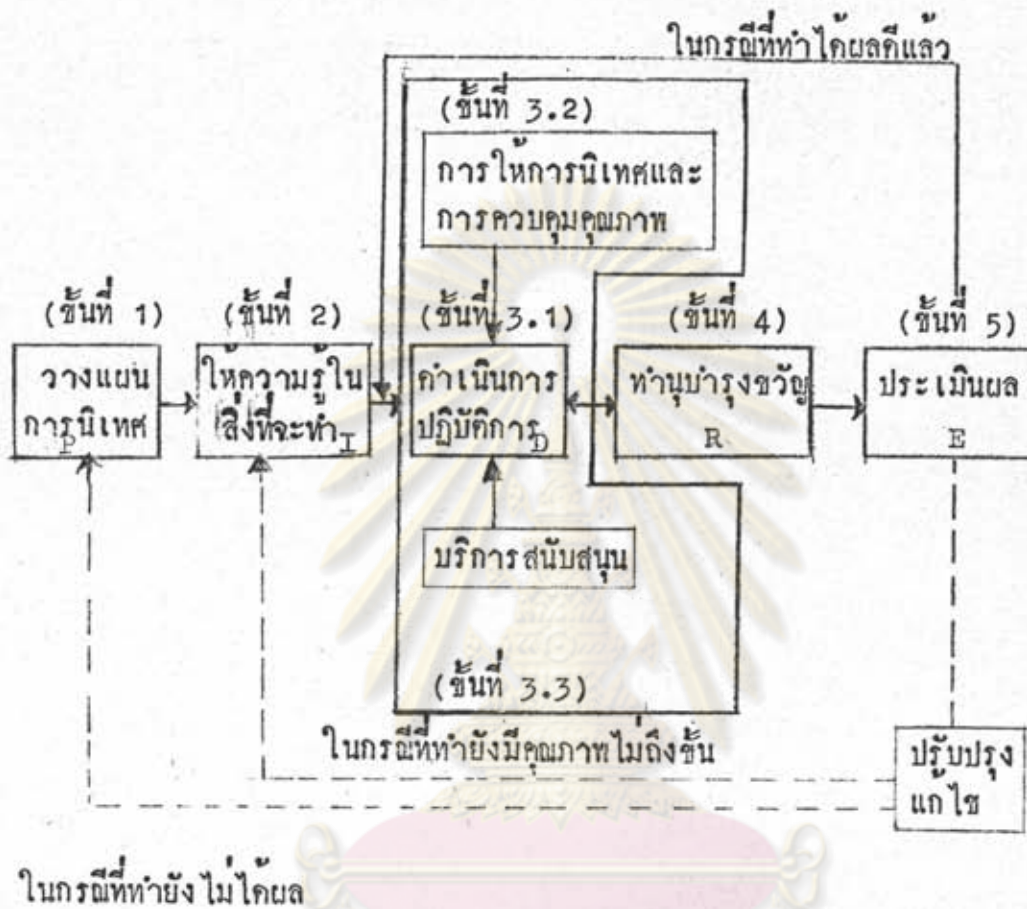 ในกรณีที่ทำได้ผลดีแล้ว
(ขั้นที่ 3.2)
การให้การนิเทศและ
การควบคุมคุณภาพ
(ขั้นที่ 1)
(ขั้นที่ 2)
(ขั้นที่ 3.1)
(ขั้นที่ 4)
(ขั้นที่ 5)
วางแผน
การนิเทศ
P
ให้ความรู้ใน
สิ่งที่จะทำ
I
ดำเนินการ
ปฏิบัติการ
D
ทำนุบำรุงขวัญ
R
ประเมินผล
E
บริการสนับสนุน
(ขั้นที่ 3.3)
ในกรณีที่ทำยังมีคุณภาพไม่ถึงขั้น
ปรับปรุง
แก้ไข
ในกรณีที่ทำยังไม่ได้ผล